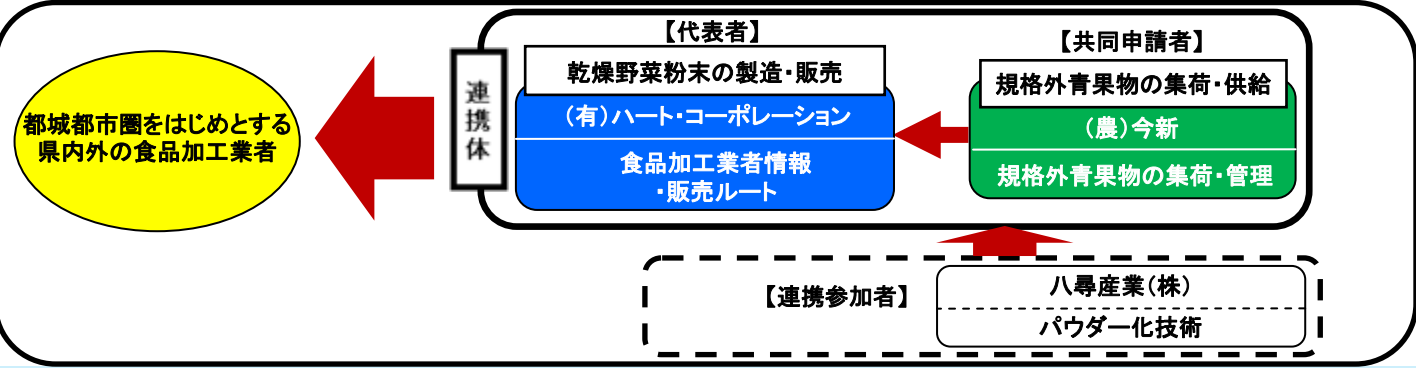 都城都市圏をはじめとする
県内外の食品加工業者
連携体
【代表者】
乾燥野菜粉末の製造・販売
(有)ハート・コーポレーション
食品加工業者情報
・販売ルート
【共同申請者】
規格外青果物の集荷・供給
(農)今新
規格外青果物の集荷・管理
【連携参加者】
八尋産業(株)
パウダー化技術